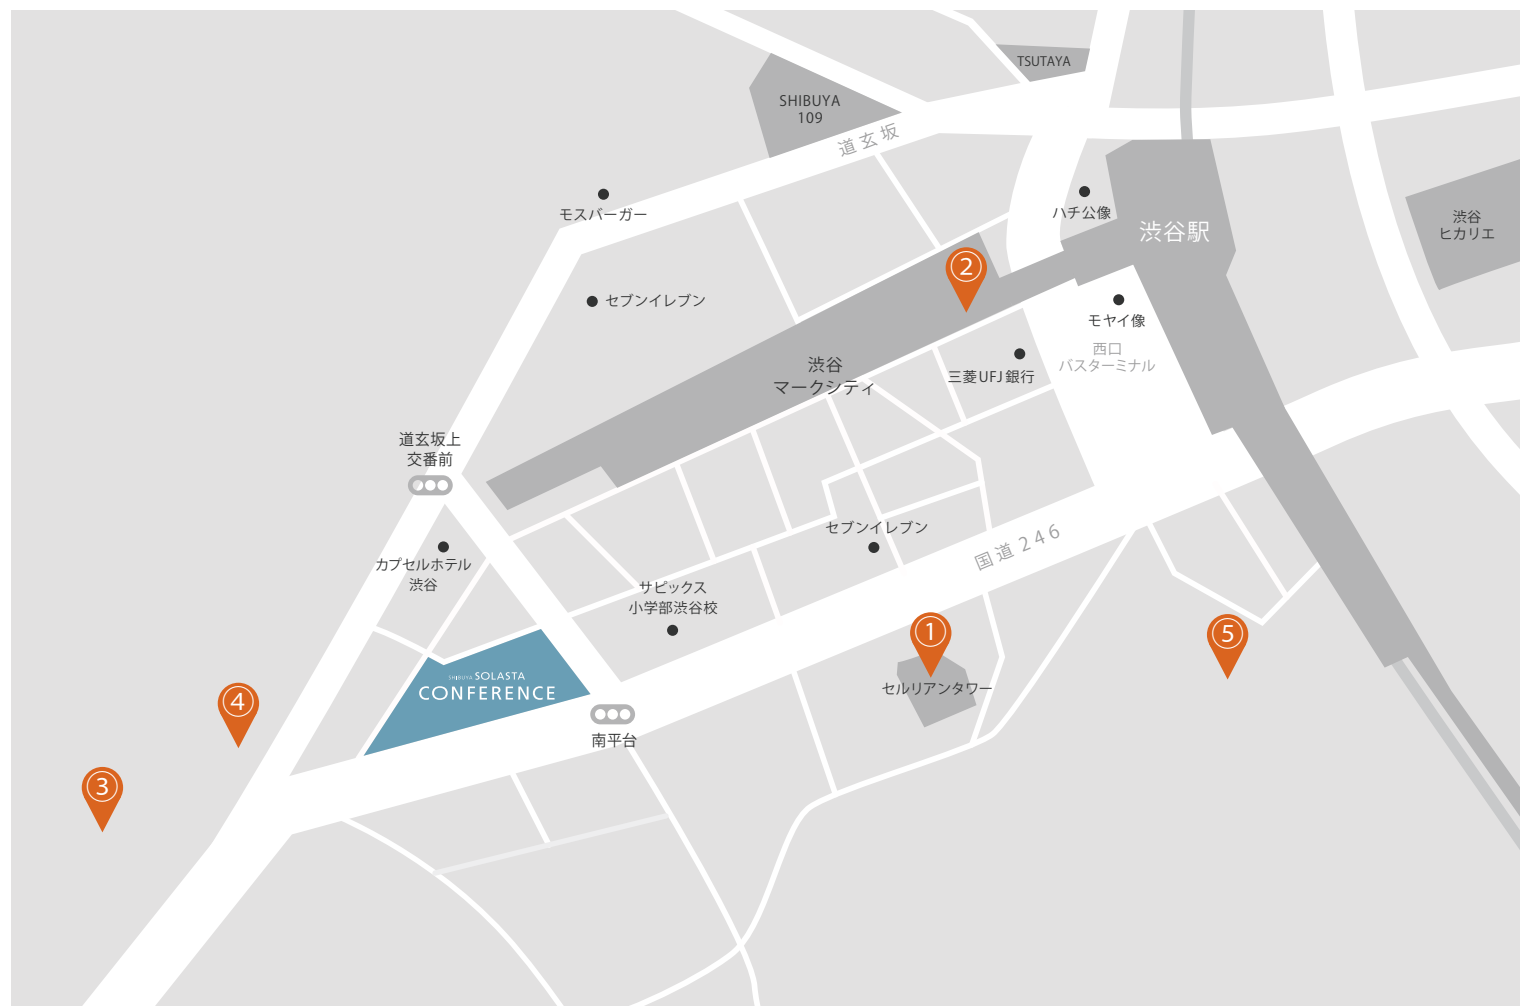 TSUTAYA
SHIBUYA
109
道玄坂
モスバーガー
ハチ公像
渋谷駅
渋谷
ヒカリエ
②
セブンイレブン
モヤイ像
西口
バスターミナル
渋谷
マークシティ
三菱UFJ銀行
道玄坂上
交番前
セブンイレブン
国道246
カプセルホテル
渋谷
サピックス
小学部渋谷校
①
⑤
SHIBUYA SOLASTA
CONFERENCE
セルリアンタワー
④
南平台
③